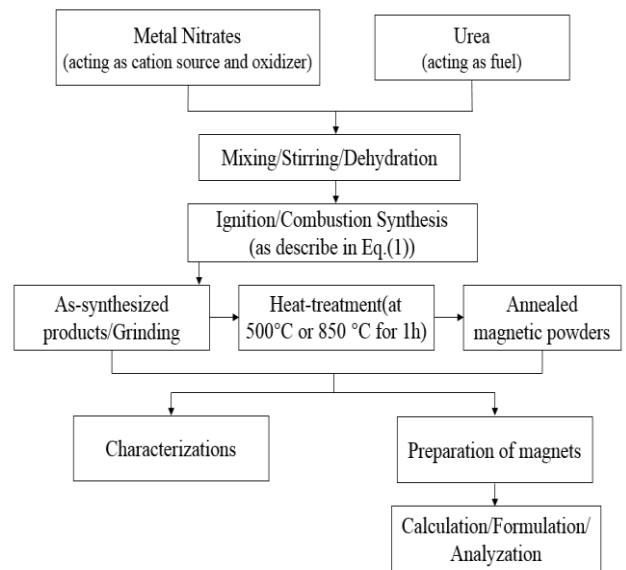 Metal Nitrates
(acting as cation source and oxidizer)
Urea
(acting as fuel)
Mixing/Stirring/Dehydration
Ignition/Combustion Synthesis
(as describe in Eq.(1))
As-synthesized
products/Grinding
Heat-treatment(at
500°C or 850 °C for 1h)
Annealed
magnetic powders
Characterizations
Preparation of magnets
Calculation/Formulation/
Analyzation